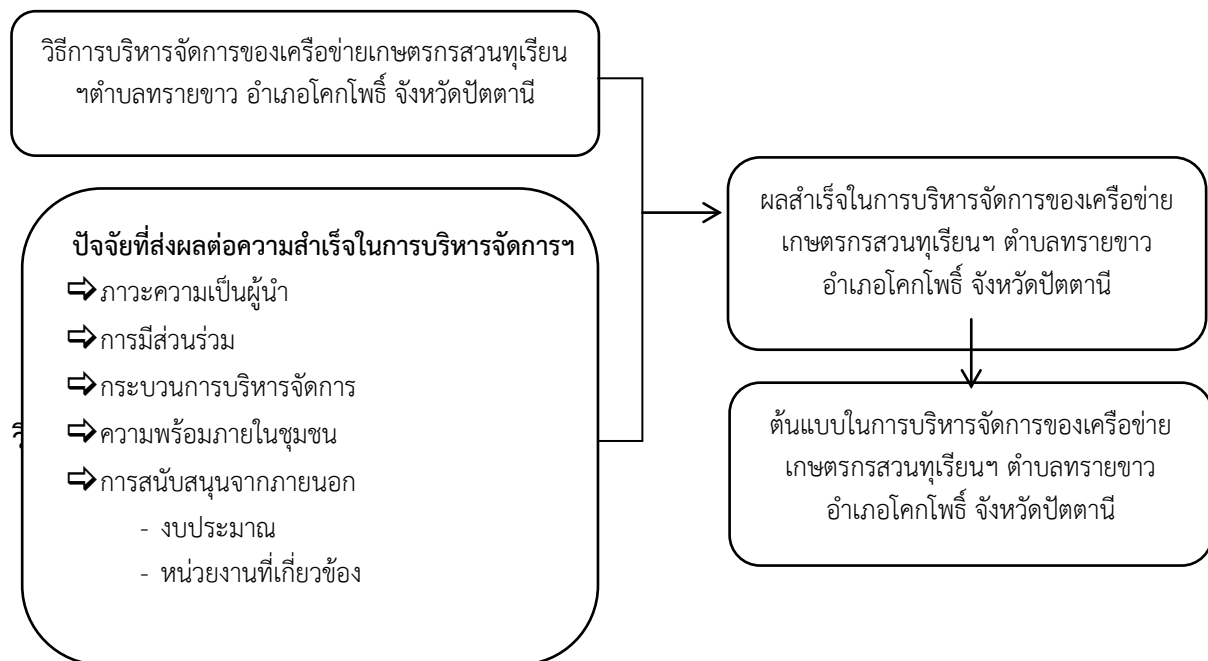 วิธีการบริหารจัดการของเครือข่ายเกษตรกรสวนทุเรียน
ฯตำบลทรายขาว อำเภอโคกโพธิ์ จังหวัดปัตตานี
ปัจจัยที่ส่งผลต่อความสำเร็จในการบริหารจัดการฯ
⇨ภาวะความเป็นผู้นำ
⇨การมีส่วนร่วม
⇨กระบวนการบริหารจัดการ
⇨ความพร้อมภายในชุมชน
⇨การสนับสนุนจากภายนอก
- งบประมาณ
- หน่วยงานที่เกี่ยวข้อง
ผลสำเร็จในการบริหารจัดการของเครือข่าย
เกษตรกรสวนทุเรียนฯ ตำบลทรายขาว
อำเภอโคกโพธิ์ จังหวัดปัตตานี
ต้นแบบในการบริหารจัดการของเครือข่าย
เกษตรกรสวนทุเรียนฯ ตำบลทรายขาว
อำเภอโคกโพธิ์ จังหวัดปัตตานี